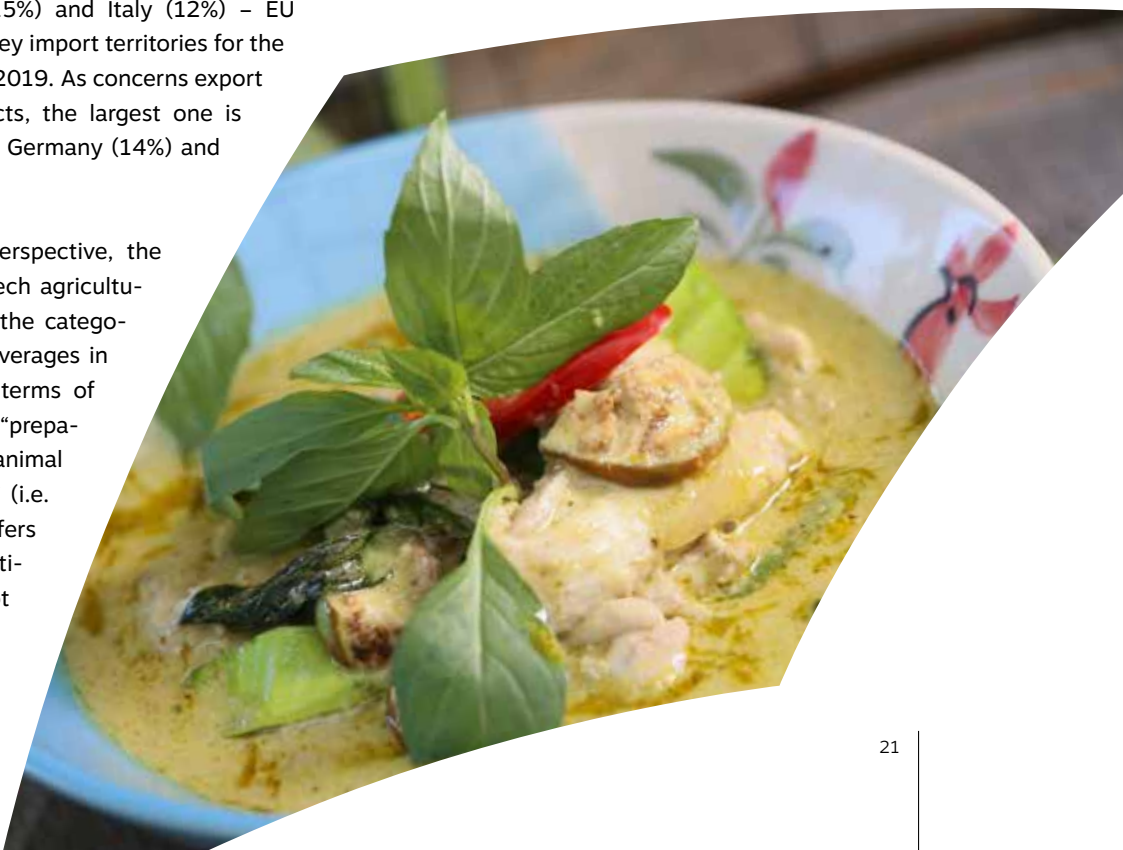 5%) and Italy (12%) – EU
ey import territories for the
2019. As concerns export
cts, the largest one is
Germany (14%) and
erspective, the
ech agricultu-
the catego-
verages in
terms of
“prepa-
animal
(i.e.
fers
ti-
t
21